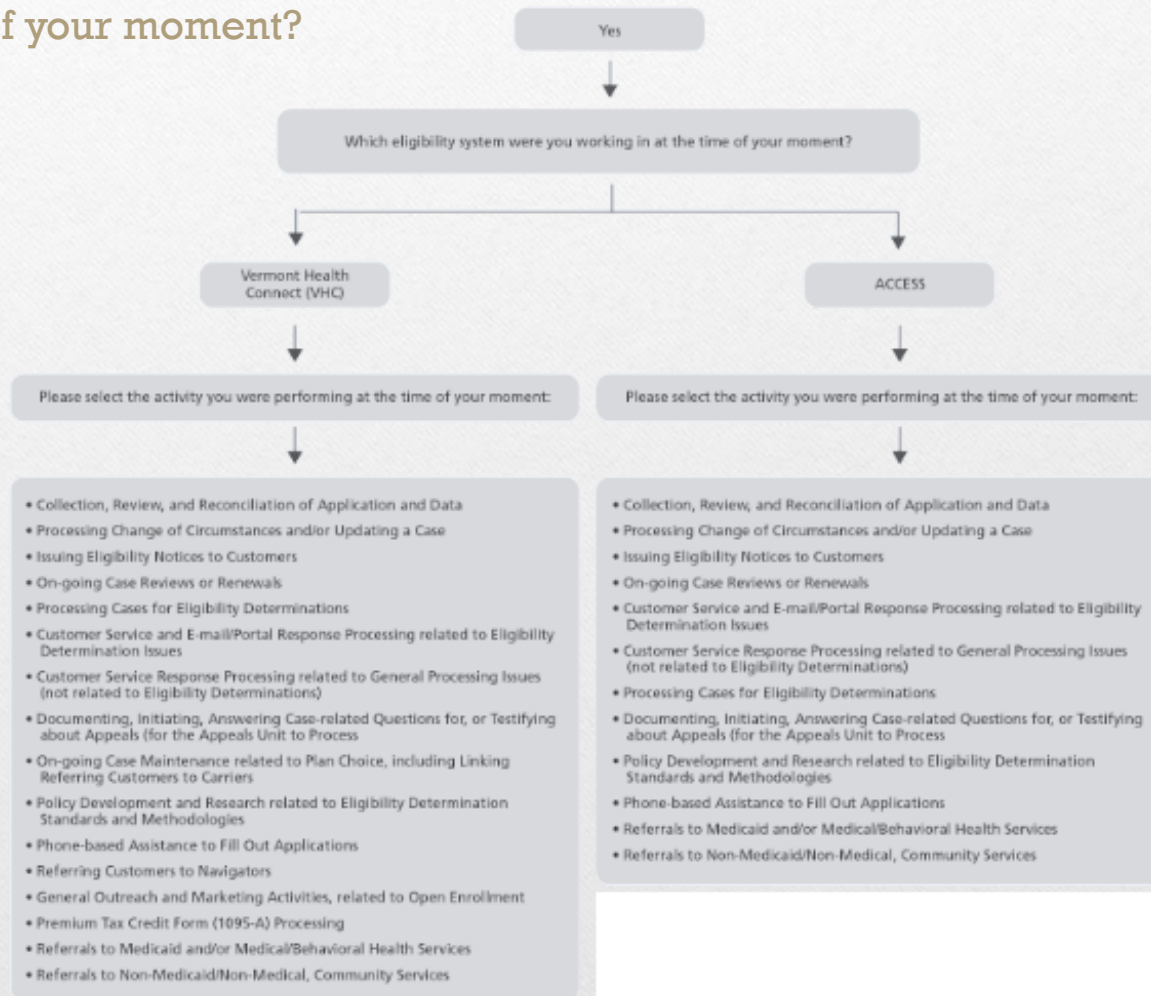 f your moment?
Yes
Which eligibility system were you working in at the time of your moment?
Vermont Health
Connect (VHC)
ACCESS
Please select the activity you were performing at the time of your moment:
Please select the activity you were performing at the time of your moment:
• Collection, Review, and Reconciliation of Application and Data
• Processing Change of Circumstances and/or Updating a Case
• Issuing Eligibility Notices to Customers
• On-going Case Reviews or Renewals
• Processing Cases for Eligibility Determinations
• Customer Service and E-mail/Portal Response Processing related to Eligibility
Determination Issues
• Customer Service Response Processing related to General Processing Issues
(not related to Eligibility Determinations)
• Documenting, Initiating, Answering Case-related Questions for, or Testifying
about Appeals (for the Appeals Unit to Process
• On-going Case Maintenance related to Plan Choice, including Linking
Referring Customers to Carriers
• Policy Development and Research related to Eligibility Determination
Standards and Methodologies
• Phone-based Assistance to Fill Out Applications
• Referring Customers to Navigators
• General Outreach and Marketing Activities, related to Open Enrollment
• Premium Tax Credit Form (1095-A) Processing
• Referrals to Medicaid and/or Medical/Behavioral Health Services
• Referrals to Non-Medicaid/Non-Medical, Community Services
• Collection, Review, and Reconciliation of Application and Data
• Processing Change of Circumstances and/or Updating a Case
• Issuing Eligibility Notices to Customers
• On-going Case Reviews or Renewals
• Customer Service and E-mail/Portal Response Processing related to Eligibility
Determination Issues
• Customer Service Response Processing related to General Processing Issues
(not related to Eligibility Determinations)
• Processing Cases for Eligibility Determinations
• Documenting, Initiating, Answering Case-related Questions for, or Testifying
about Appeals (for the Appeals Unit to Process
• Policy Development and Research related to Eligibility Determination
Standards and Methodologies
• Phone-based Assistance to Fill Out Applications
• Referrals to Medicaid and/or Medical/Behavioral Health Services
• Referrals to Non-Medicaid/Non-Medical, Community Services